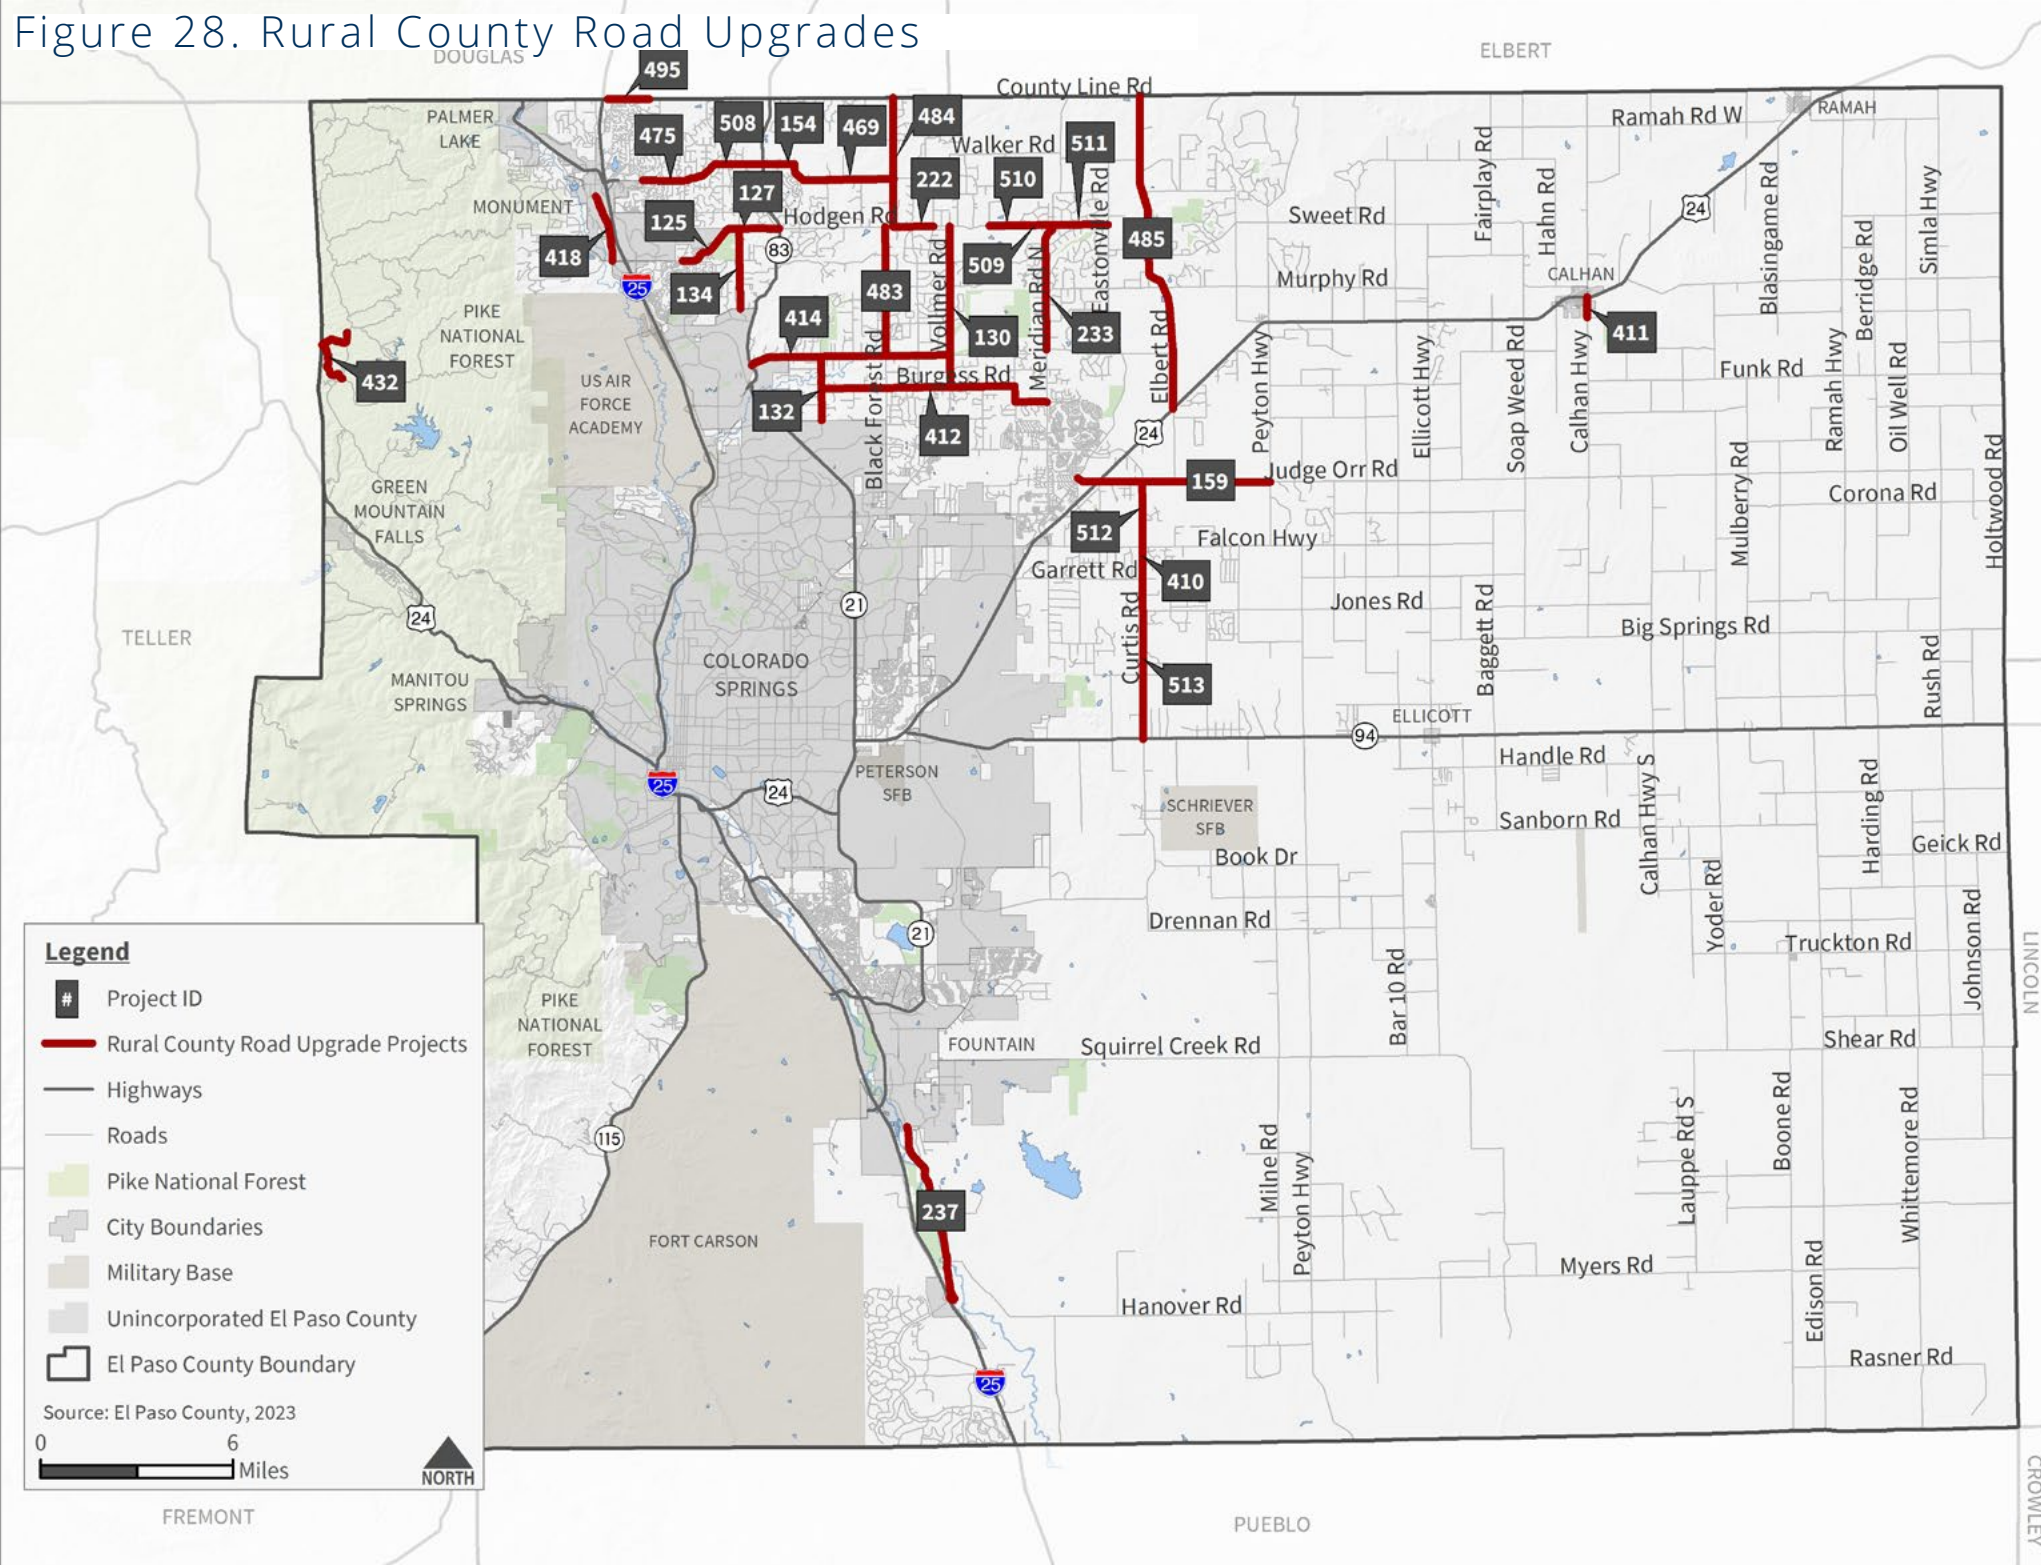 Figure 28. Rural County Road Upgrades
DOUGLAS
ELBERT
495
County Line Rd
Ramah Rd W
RAMAH
PALMER
LAKE
475
508
154
469
484
Walker Rd
511
Fairplay Rd
Hahn Rd
24
Blasingame Rd
Simla Hwy
MONUMENT
127
222
510
Eastonville Rd
125
Hodgen Rd
Sweet Rd
418
83
485
Berridge Rd
25
134
483
Vollmer Rd
509
Meridian Rd N
Murphy Rd
CALHAN
PIKE
NATIONAL
FOREST
414
130
233
411
432
US AIR
FORCE
ACADEMY
Black Forest Rd
Burgess Rd
Elbert Rd
Peyton Hwy
Ellicott Hwy
Soap Weed Rd
Calhan Hwy
Funk Rd
Ramah Hwy
Oil Well Rd
132
412
24
Holtwood Rd
159
Judge Orr Rd
Mulberry Rd
Corona Rd
GREEN
MOUNTAIN
FALLS
512
Falcon Hwy
Garrett Rd
410
21
Jones Rd
24
Curtis Rd
Baggett Rd
Big Springs Rd
TELLER
COLORADO
SPRINGS
513
Rush Rd
MANITOU
SPRINGS
ELLICOTT
94
Handle Rd
Calhan Hwy S
Harding Rd
25
24
PETERSON
SFB
SCHRIEVER
SFB
Sanborn Rd
Geick Rd
Book Dr
Yoder Rd
Johnson Rd
Drennan Rd
21
Truckton Rd
LINCOLN
Bar 10 Rd
PIKE
NATIONAL
FOREST
FOUNTAIN
Squirrel Creek Rd
Shear Rd
115
Milne Rd
Peyton Hwy
Lauppe Rd S
Boone Rd
Whittemore Rd
237
FORT CARSON
Myers Rd
Edison Rd
Hanover Rd
Rasner Rd
25
Legend
# Project ID
Rural County Road Upgrade Projects
Highways
Roads
Pike National Forest
City Boundaries
Military Base
Unincorporated El Paso County
El Paso County Boundary
Source: El Paso County, 2023
0 6
Miles
NORTH
FREMONT
PUEBLO
CROWLEY